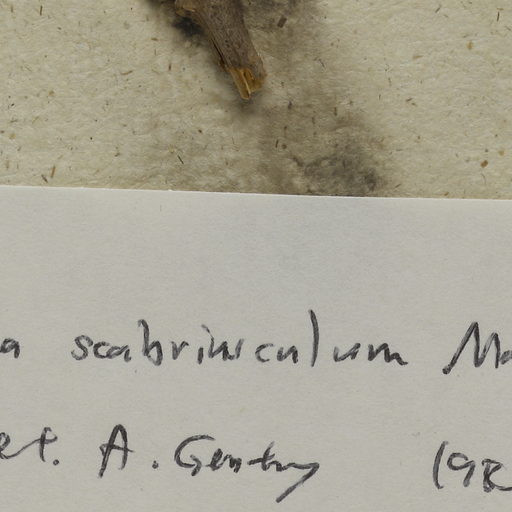 a scabriusculum Ma
et. A. Gentry 198